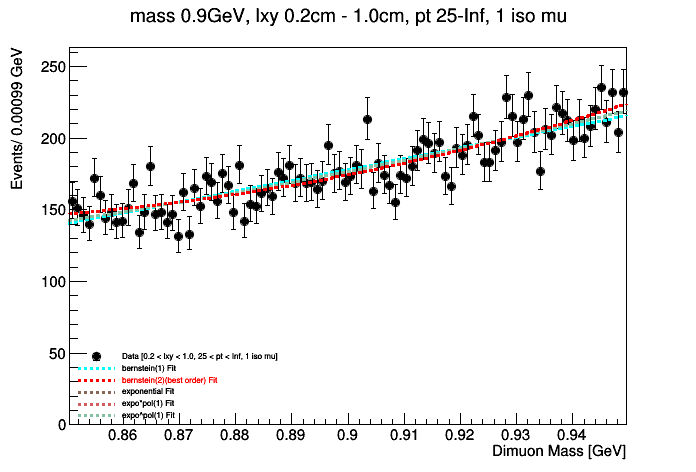 mass 0.9GeV, lxy 0.2cm - 1.0cm, pt 25-Inf, 1 iso mu
Events/ 0.00099 GeV
250
200
150
100
50
0
Data [0.2 < lxy < 1.0, 25 < pt < Inf, 1 iso mu]
bernstein(1) Fit
bernstein(2)(best order) Fit
exponential Fit
expo*pol(1) Fit
expo^pol(1) Fit
0.86 0.87 0.88 0.89 0.9 0.91 0.92 0.93 0.94
Dimuon Mass [GeV]